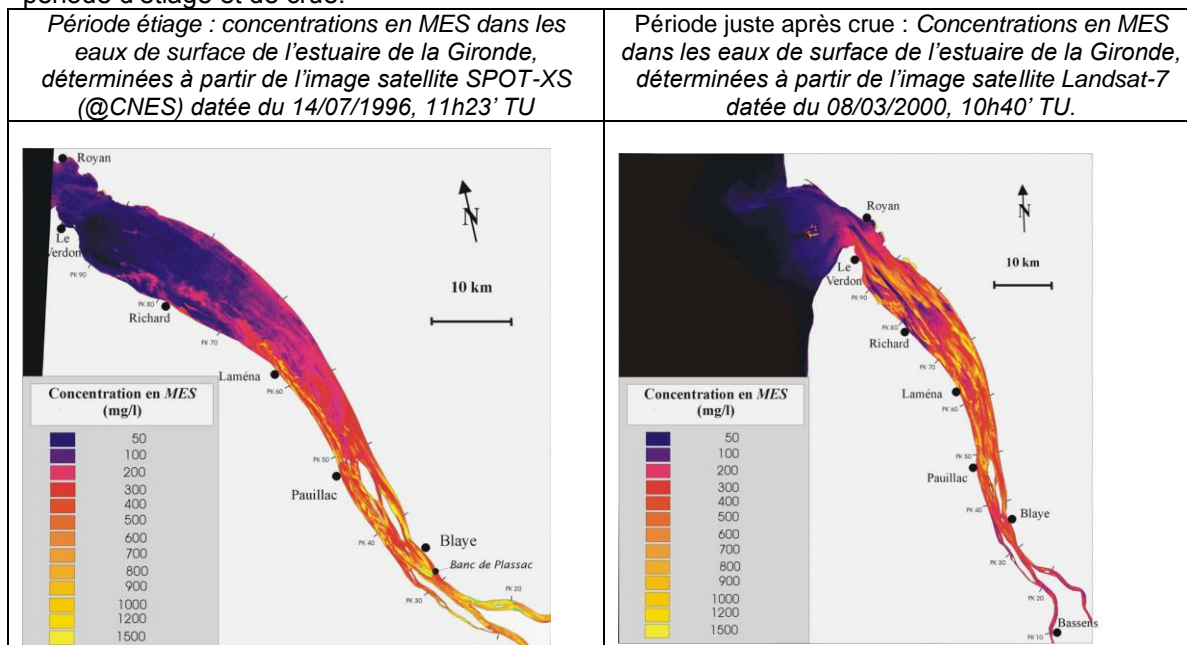 période d'étiage et de crue.
Période étiage : concentrations en MES dans les
eaux de surface de l'estuaire de la Gironde,
déterminées à partir de l'image satellite SPOT-XS
(@CNES) datée du 14/07/1996, 11h23' TU
Période juste après crue : Concentrations en MES
dans les eaux de surface de l'estuaire de la Gironde,
déterminées à partir de l'image satellite Landsat-7
datée du 08/03/2000, 10h40' TU.
Royan
N
Le
Verdon
PK 90
10 km
PK 80
Richard
PK 70
Laména
PK 60
Concentration en MES
(mg/l)
50
100
200
300
400
500
600
700
800
900
1000
1200
1500
PK 50
Pauillac
PK 40
Blaye
Banc de Plassac
PK 30
PK 20
Royan
N
Le
Verdon
10 km
PK 90
PK 80
Richard
PK 70
Laména
PK 60
Concentration en MES
(mg/l)
50
100
200
300
400
500
600
700
800
900
1000
1200
1500
PK 50
Pauillac
PK 40
Blaye
PK 30
PK 20
Bassens
PK 10